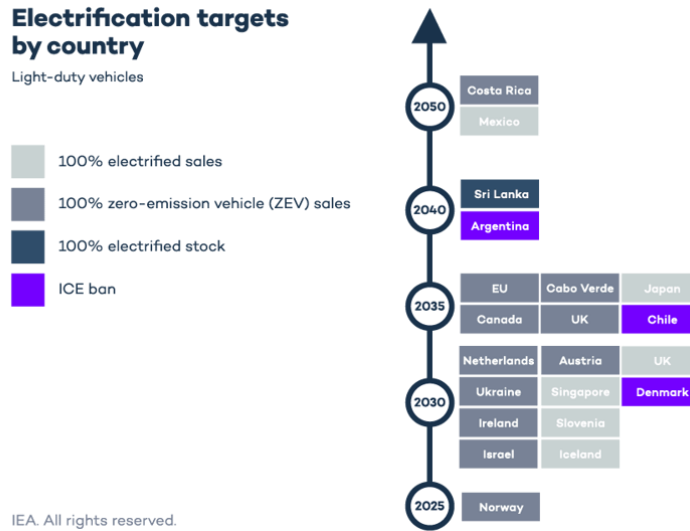 Electrification targets
by country
Light-duty vehicles
100% electrified sales
100% zero-emission vehicle (ZEV) sales
100% electrified stock
ICE ban
2050
Costa Rica
Mexico
2040
Sri Lanka
Argentina
2035
EU Cabo Verde Japan
Canada UK Chile
2030
Netherlands Austria UK
Ukraine Singapore Denmark
Ireland Slovenia
Israel Iceland
2025
Norway
IEA. All rights reserved.